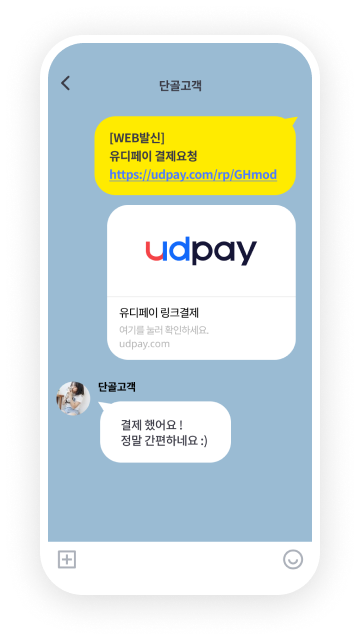 단골고객
[WEB발신]
유디페이 결제요청
https://udpay.com/rp/GHmod
udpay
유디페이 링크결제
여기를 눌러 확인하세요.
udpay.com
단골고객
결제 했어요 !
정말 간편하네요 :)